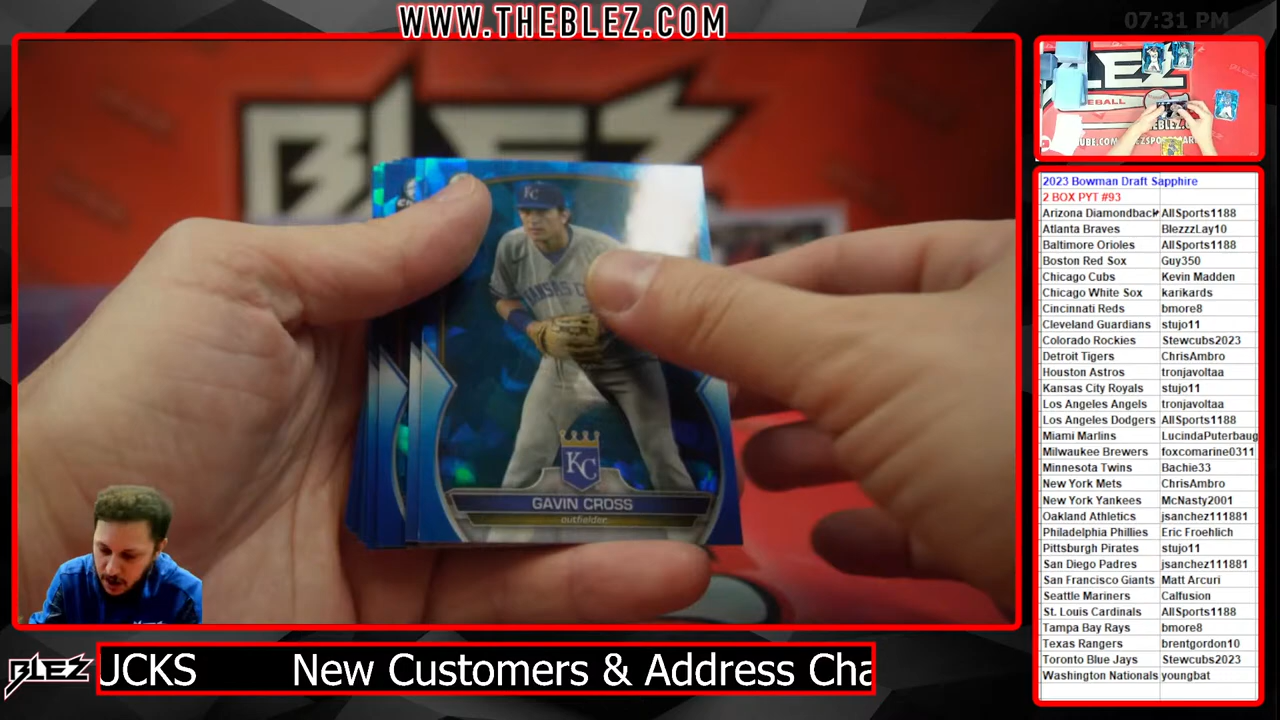 WWW.THEBLEZ.COM
07:31 PM
BLEZ
KC
KC
GAVIN CROSS
outfielder
2023 Bowman Draft Sapphire
2 BOX PYT #93
Arizona Diamondback AllSports1188
Atlanta Braves BlezzzLay10
Baltimore Orioles AllSports1188
Boston Red Sox Guy350
Chicago Cubs Kevin Madden
Chicago White Sox karikards
Cincinnati Reds bmore8
Cleveland Guardians stujo11
Colorado Rockies Stewcubs2023
Detroit Tigers ChrisAmbro
Houston Astros tronjavoltaa
Kansas City Royals stujo11
Los Angeles Angels tronjavoltaa
Los Angeles Dodgers AllSports1188
Miami Marlins LucindaPuterbaug
Milwaukee Brewers foxcomarine0311
Minnesota Twins Bachie33
New York Mets ChrisAmbro
New York Yankees McNasty2001
Oakland Athletics jsanchez111881
Philadelphia Phillies Eric Froehlich
Pittsburgh Pirates stujo11
San Diego Padres jsanchez111881
San Francisco Giants Matt Arcuri
Seattle Mariners Calfusion
St. Louis Cardinals AllSports1188
Tampa Bay Rays bmore8
Texas Rangers brentgordon10
Toronto Blue Jays Stewcubs2023
Washington Nationals youngbat
BLEZ
UCKS New Customers & Address Cha